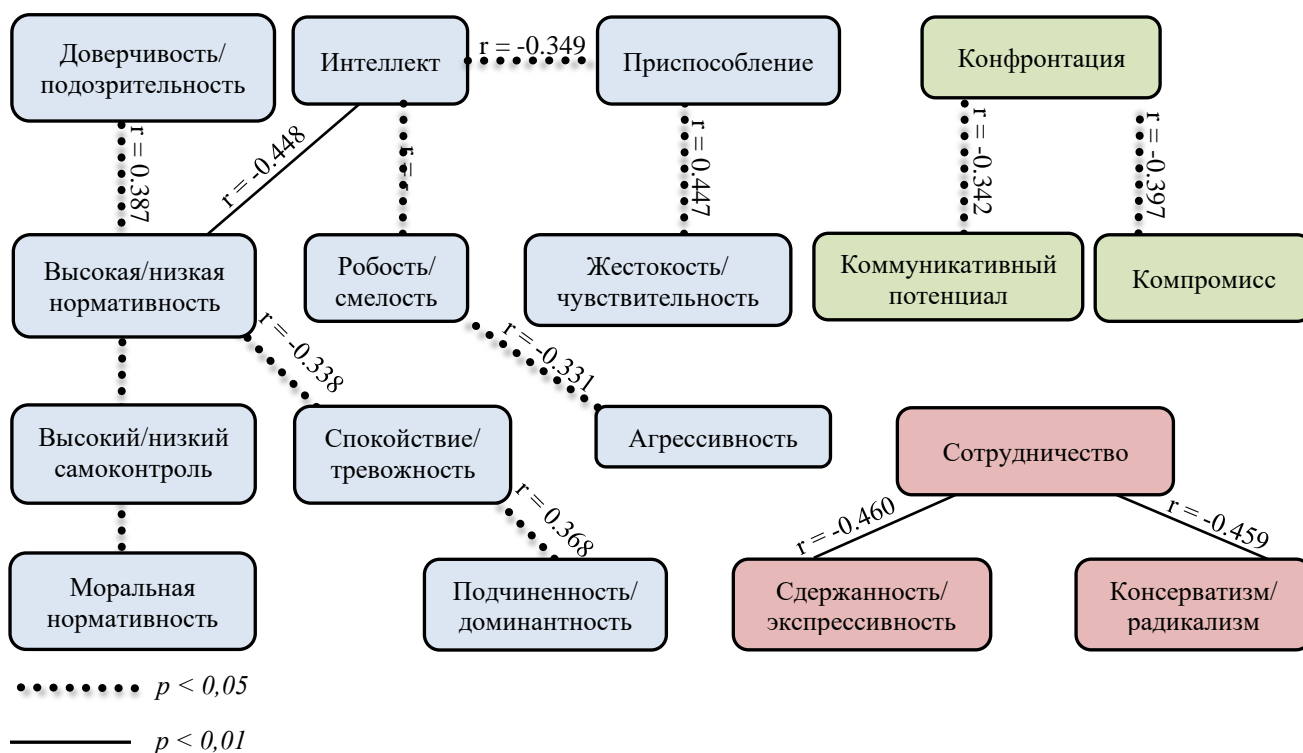 Доверчивость/
подозрительность
Интеллект
r = -0.349
Приспособление
Конфронтация
r = 0.387
r = -0.448
r = -
r = 0.447
r = -0.342
r = -0.397
Высокая/низкая
нормативность
Робость/
смелость
Жестокость/
чувствительность
Коммуникативный
потенциал
Компромисс
r = -0.338
r = -0.331
Высокий/низкий
самоконтроль
Спокойствие/
тревожность
Агрессивность
Сотрудничество
r = 0.368
r = -0.460
r = -0.459
Моральная
нормативность
Подчиненность/
доминантность
Сдержанность/
экспрессивность
Консерватизм/
радикализм
p < 0,05
p < 0,01